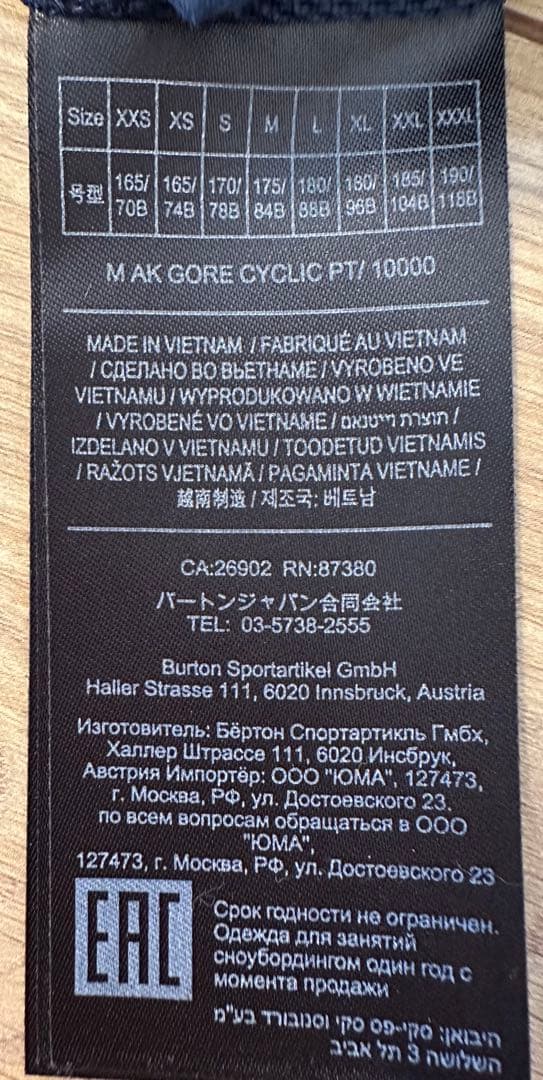 Size XXS XS S M L XL XXL XXXL
号型 165/70B 165/74B 170/78B 175/84B 180/88B 180/96B 185/104B 190/118B
M AK GORE CYCLIC PT/ 10000
MADE IN VIETNAM / FABRIQUÉ AU VIETNAM
/ СДЕЛАНО ВО ВЬЕТНАМЕ / VYROBENO VE
VIETNAMU / WYPRODUKOWANO W WIETNAMIE
/ VYROBENÉ VO VIETNAME / תוצרת וייטנאם /
IZDELANO V VIETNAMU / TOODETUD VIETNAMIS
/ RAŽOTS VJETNAMĀ / PAGAMINTA VIETNAME /
越南制造 / 제조국: 베트남
CA:26902 RN:87380
バートンジャパン合同会社
TEL: 03-5738-2555
Burton Sportartikel GmbH
Haller Strasse 111, 6020 Innsbruck, Austria
Изготовитель: Бёртон Спортартикль Гмбх,
Халлер Штрассе 111, 6020 Инсбрук,
Австрия Импортёр: ООО "ЮМА", 127473,
г. Москва, РФ, ул. Достоевского 23.
по всем вопросам обращаться в ООО
"ЮМА",
127473, г. Москва, РФ, ул. Достоевского 23
EAC
Срок годности не ограничен.
Одежда для занятий
сноубордингом один год с
момента продажи
היבואן: סקי-פס סקי וסנובורד בע"מ
השלושה 3 תל אביב